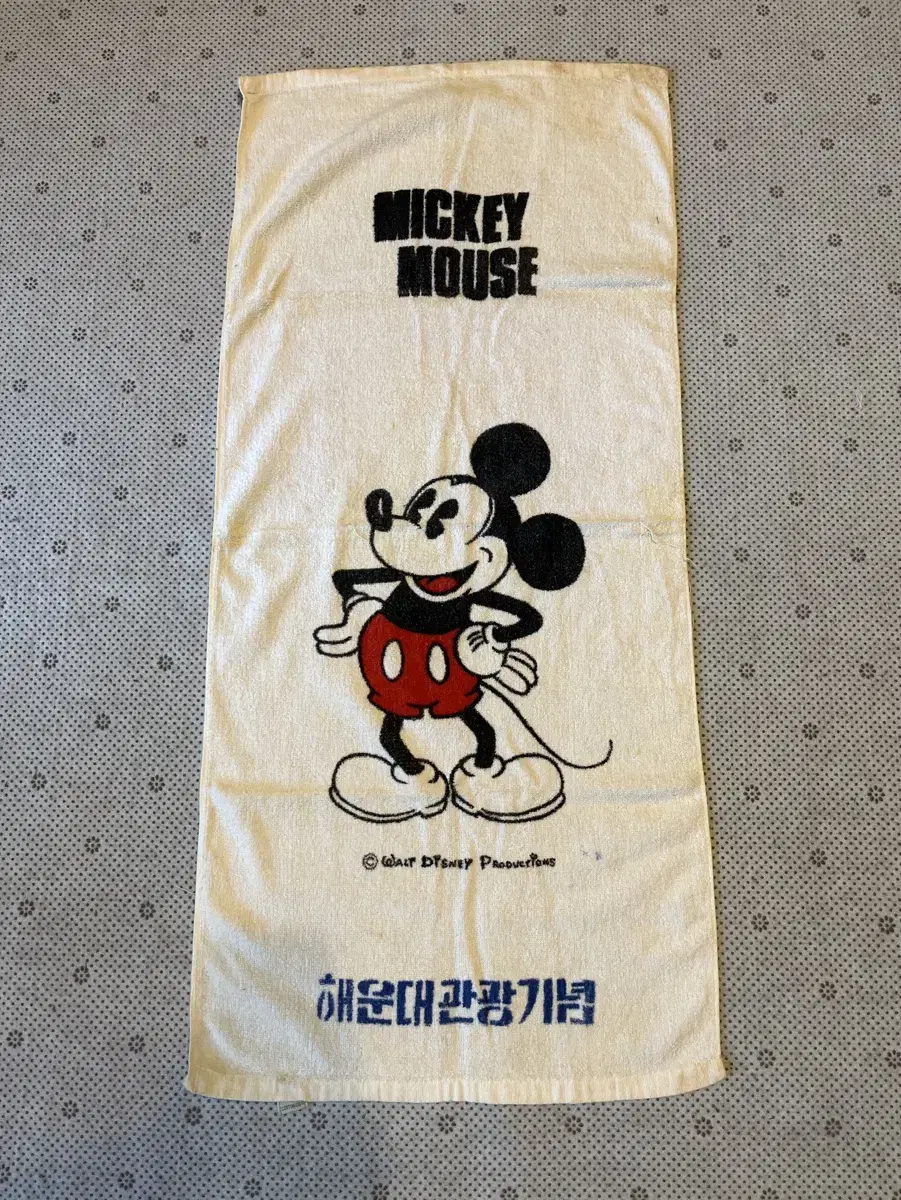 MICKEY
MOUSE
© WALT DISNEY PRODUCTIONS
해운대관광기념